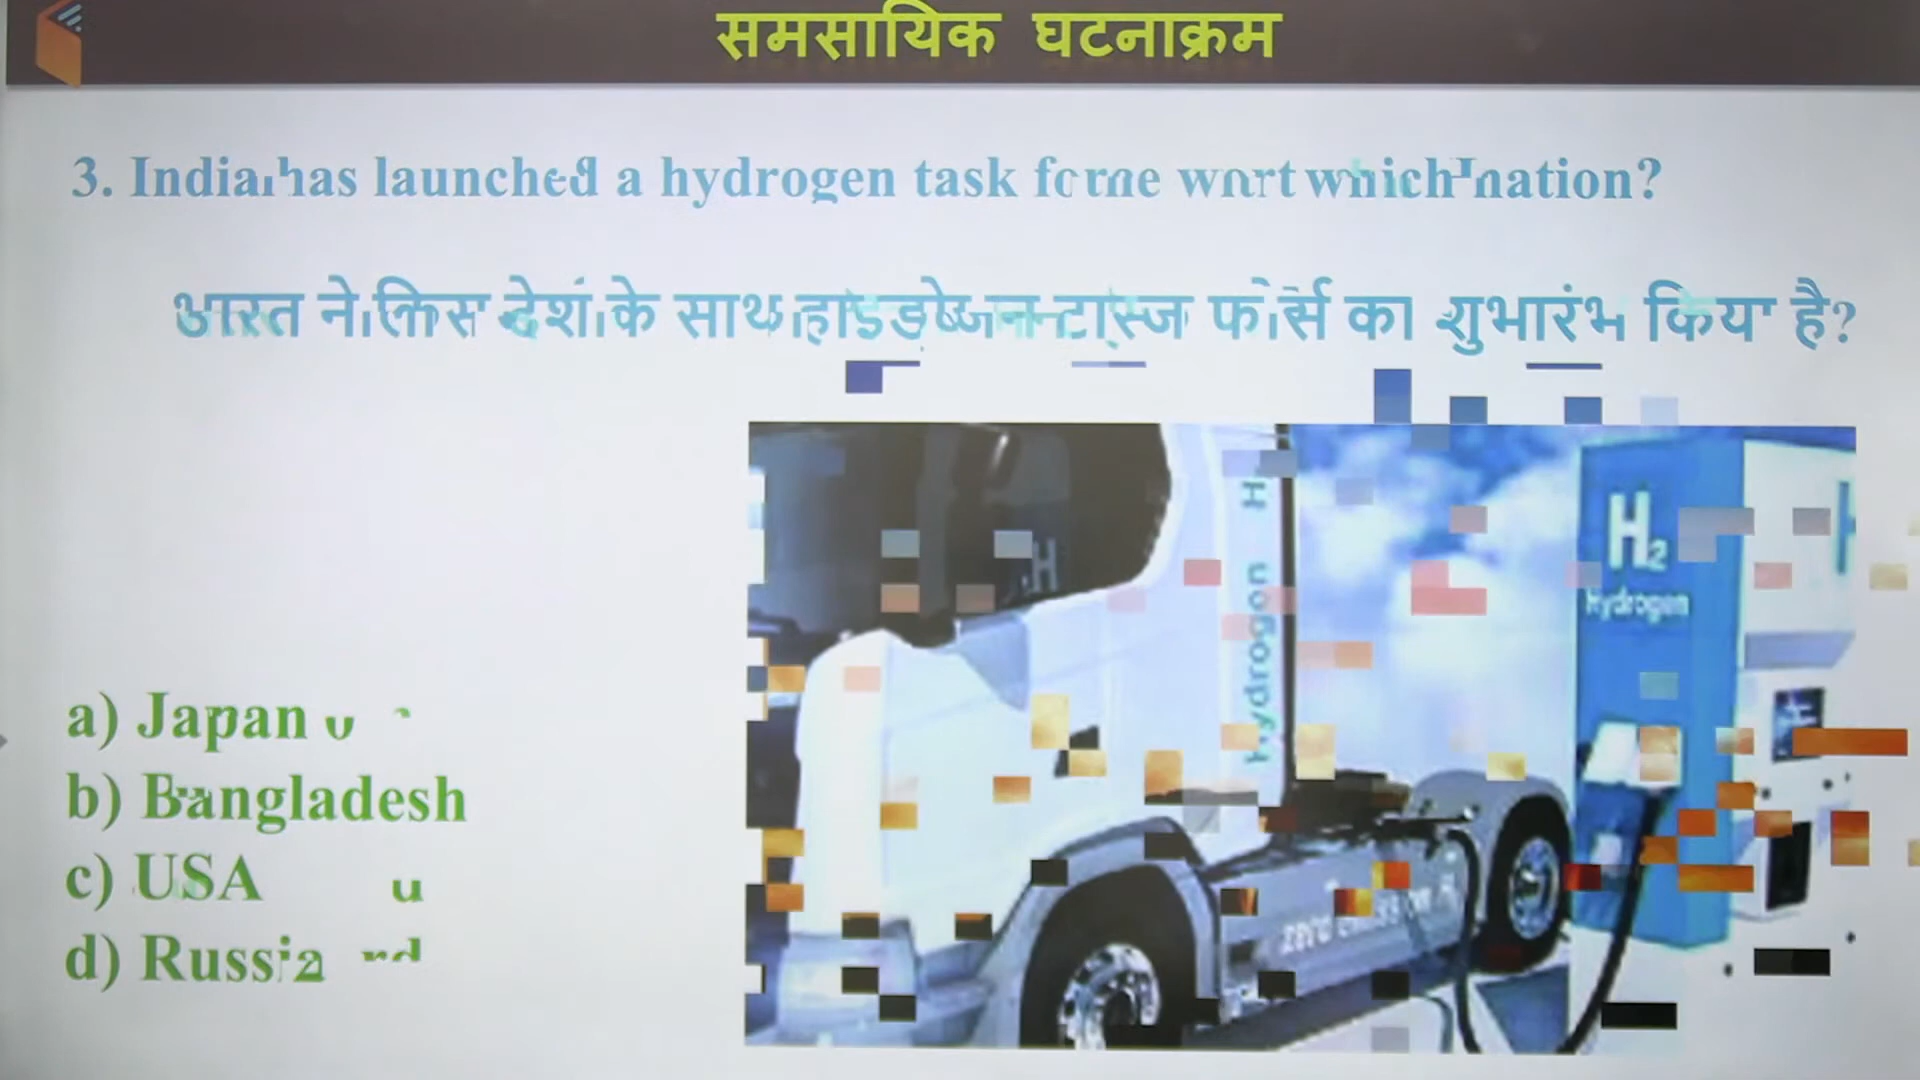 समसायिक घटनाक्रम
3. India has launched a hydrogen task which nation?
भारत ने किस देश के साथ का शुभारंभ किया है?
H₂
Hydrogen
Hydrogen
a) Japan
b) Bangladesh
c) USA
d) Russia